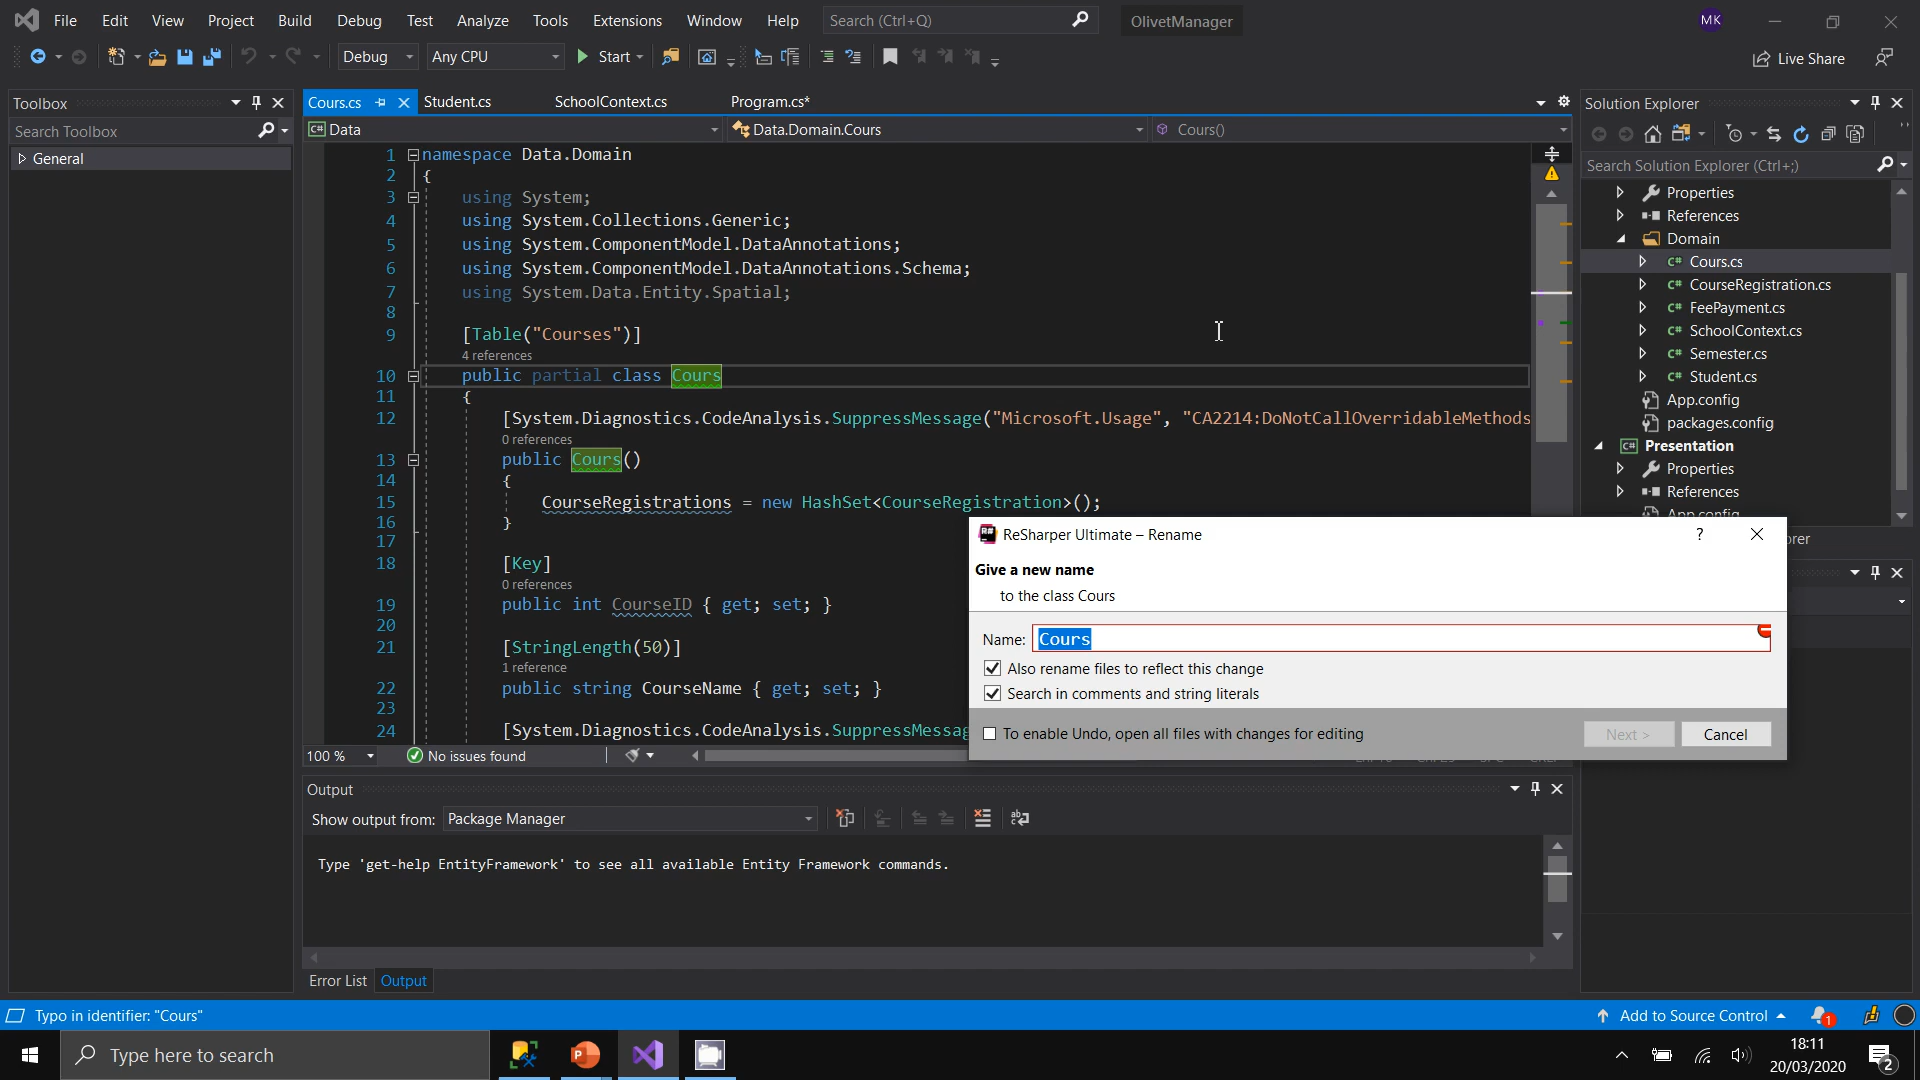 File Edit View Project Build Debug Test Analyze Tools Extensions Window Help Search (Ctrl+Q) OlivetManager MK
Debug Any CPU Start Live Share
Toolbox
Search Toolbox
General
Cours.cs Student.cs SchoolContext.cs Program.cs*
Data Data.Domain.Cours Cours()
1 namespace Data.Domain
2 {
3 using System;
4 using System.Collections.Generic;
5 using System.ComponentModel.DataAnnotations;
6 using System.ComponentModel.DataAnnotations.Schema;
7 using System.Data.Entity.Spatial;
8
9 [Table("Courses")]
4 references
10 public partial class Cours
11 {
12 [System.Diagnostics.CodeAnalysis.SuppressMessage("Microsoft.Usage", "CA2214:DoNotCallOverridableMethods
0 references
13 public Cours()
14 {
15 CourseRegistrations = new HashSet<CourseRegistration>();
16 }
17
18 [Key]
0 references
19 public int CourseID { get; set; }
20
21 [StringLength(50)]
1 reference
22 public string CourseName { get; set; }
23
24 [System.Diagnostics.CodeAnalysis.SuppressMessag
100 % No issues found
Solution Explorer
Search Solution Explorer (Ctrl+;)
Properties
References
Domain
Cours.cs
CourseRegistration.cs
FeePayment.cs
SchoolContext.cs
Semester.cs
Student.cs
App.config
packages.config
Presentation
Properties
References
App.config
ReSharper Ultimate – Rename ?
Give a new name
to the class Cours
Name: Cours
Also rename files to reflect this change
Search in comments and string literals
To enable Undo, open all files with changes for editing Next > Cancel
Output
Show output from: Package Manager
Type 'get-help EntityFramework' to see all available Entity Framework commands.
Error List Output
Typo in identifier: "Cours" Add to Source Control 1
Type here to search
18:11
20/03/2020
2